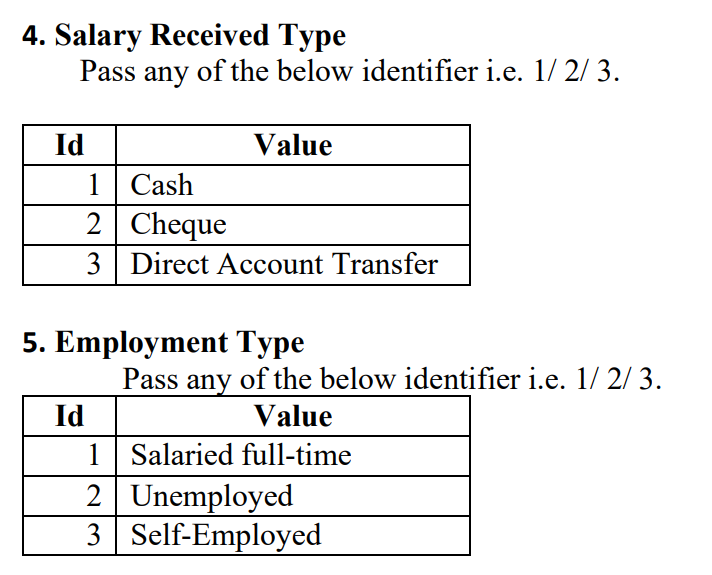 4. Salary Received Type
Pass any of the below identifier i.e. 1/ 2/ 3.
Id Value
1 Cash
2 Cheque
3 Direct Account Transfer
5. Employment Type
Pass any of the below identifier i.e. 1/ 2/ 3.
Id Value
1 Salaried full-time
2 Unemployed
3 Self-Employed